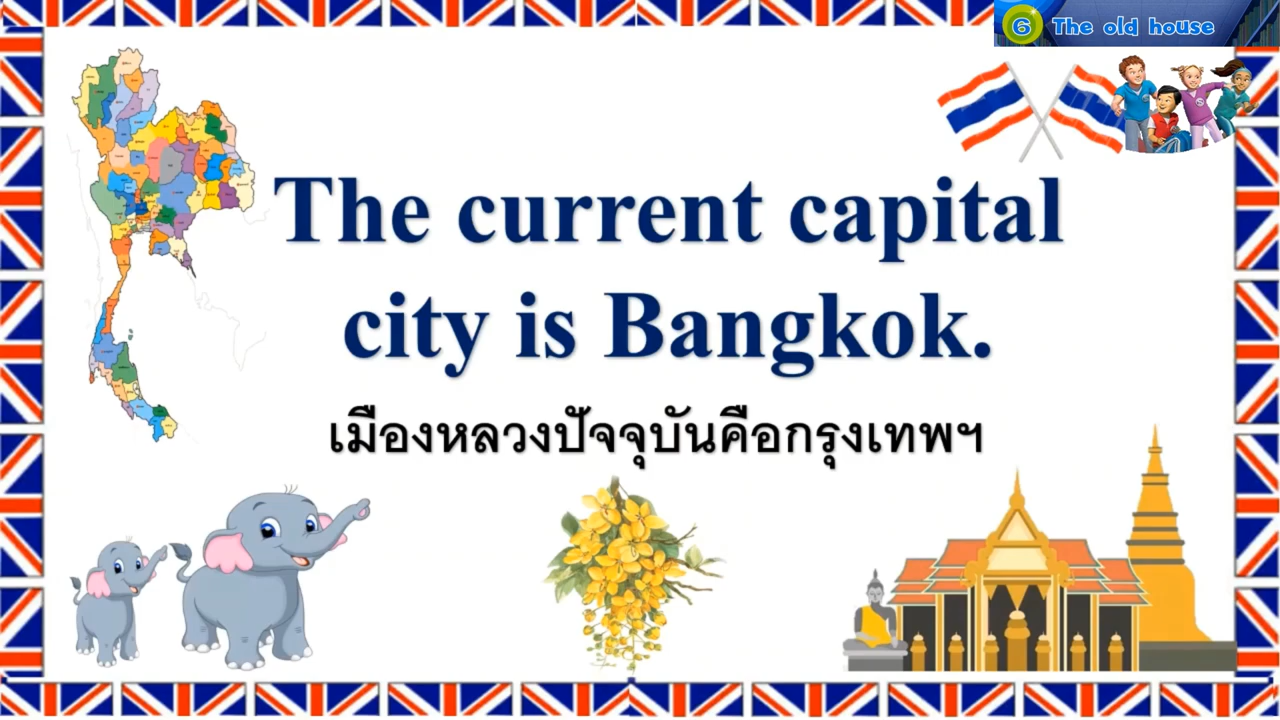 6 The old house
The current capital
city is Bangkok.
เมืองหลวงปัจจุบันคือกรุงเทพฯ